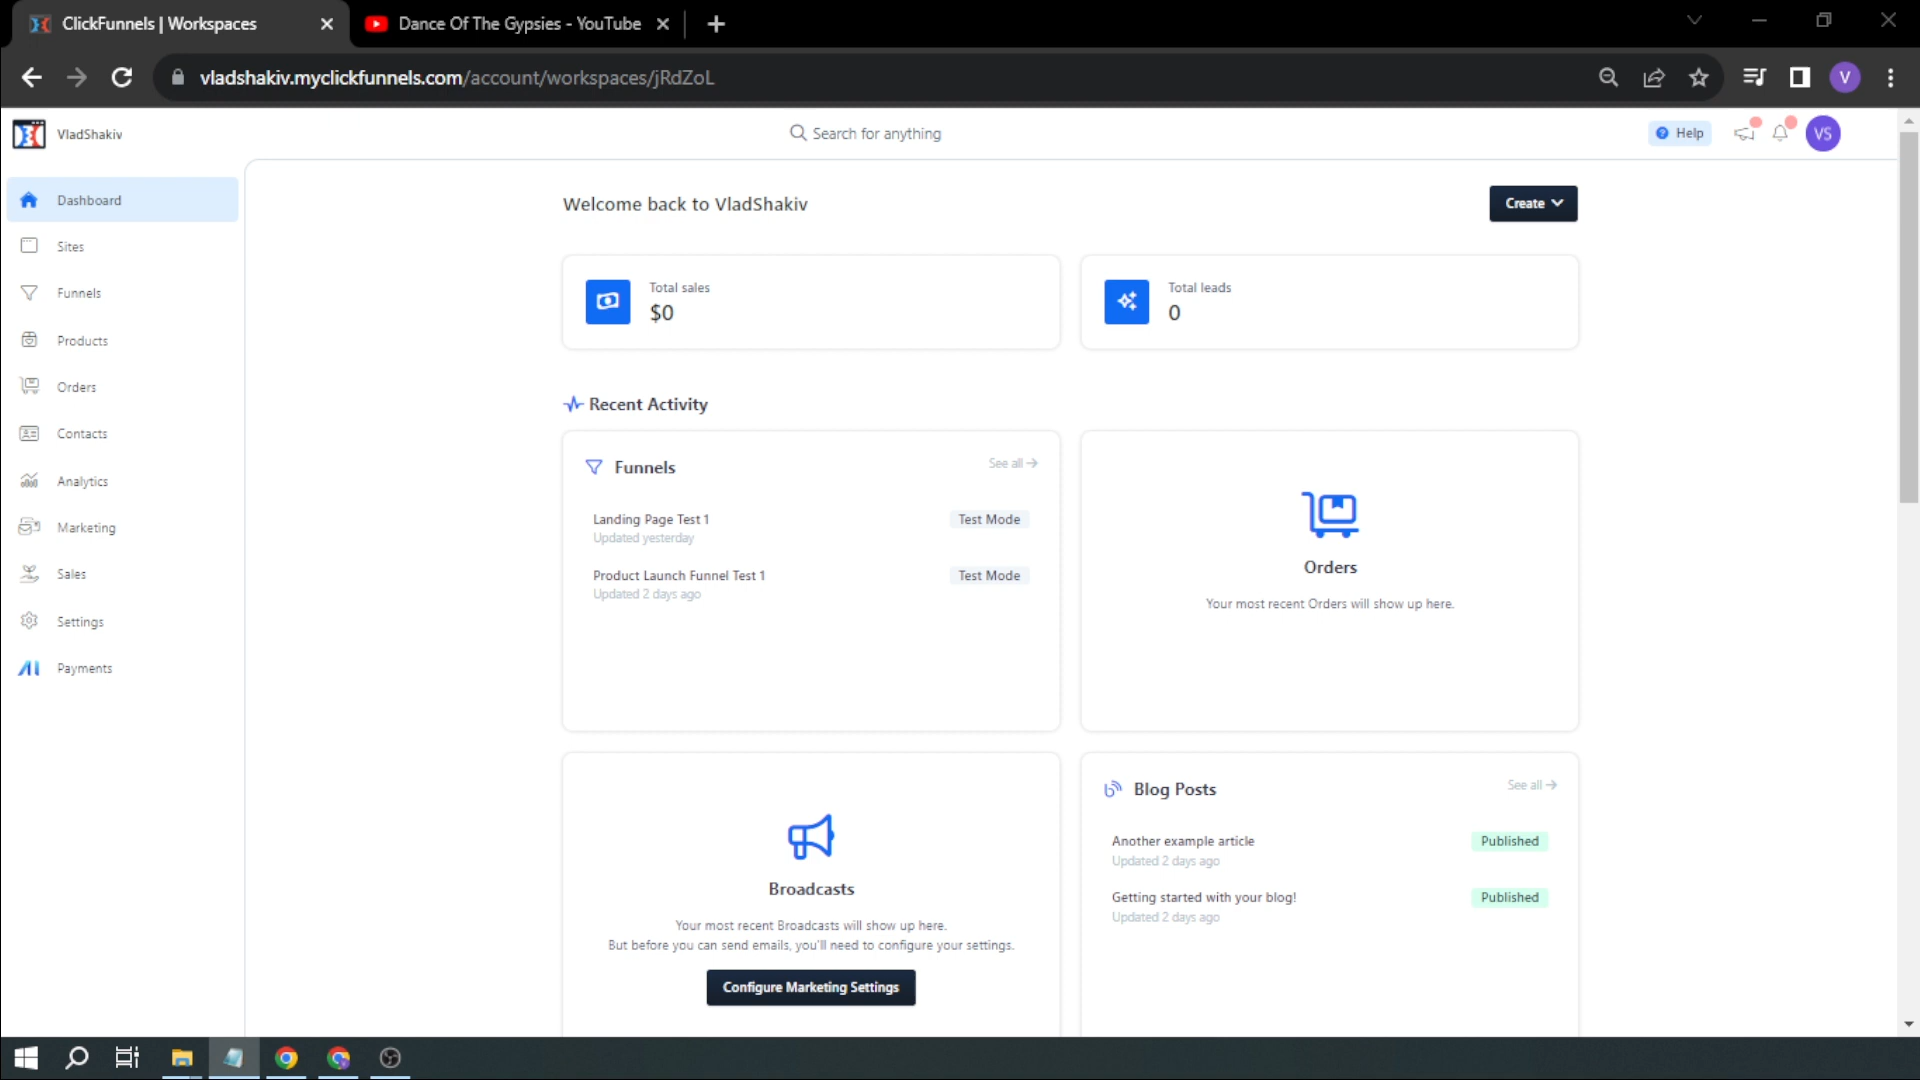 ClickFunnels | Workspaces
Dance Of The Gypsies - YouTube
vladshakiv.myclickfunnels.com/account/workspaces/jRdZoL
V
VladShakiv
Search for anything
Help
VS
Dashboard
Sites
Funnels
Products
Orders
Contacts
Analytics
Marketing
Sales
Settings
Payments
Welcome back to VladShakiv
Create
Total sales
$0
Total leads
0
Recent Activity
Funnels
See all
Landing Page Test 1
Test Mode
Updated yesterday
Product Launch Funnel Test 1
Test Mode
Updated 2 days ago
Orders
Your most recent Orders will show up here.
Broadcasts
Your most recent Broadcasts will show up here.
But before you can send emails, you'll need to configure your settings.
Configure Marketing Settings
Blog Posts
See all
Another example article
Published
Updated 2 days ago
Getting started with your blog!
Published
Updated 2 days ago